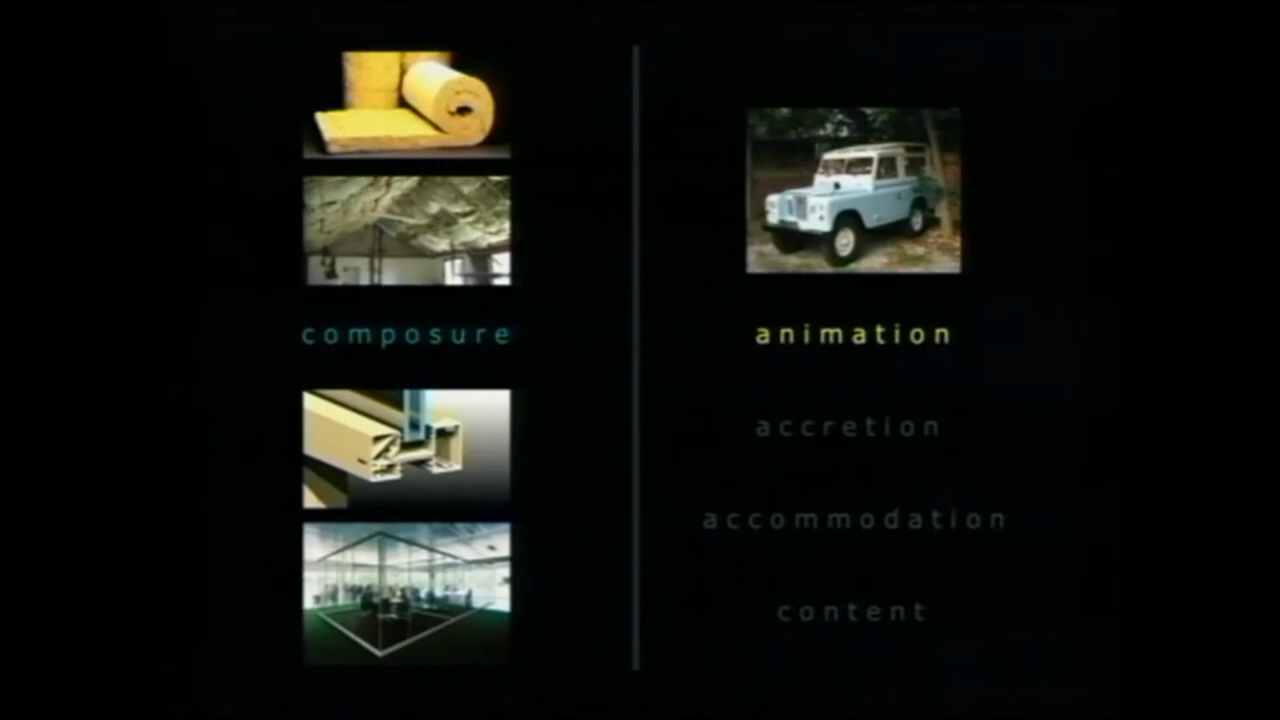 composure
animation
accretion
accommodation
content